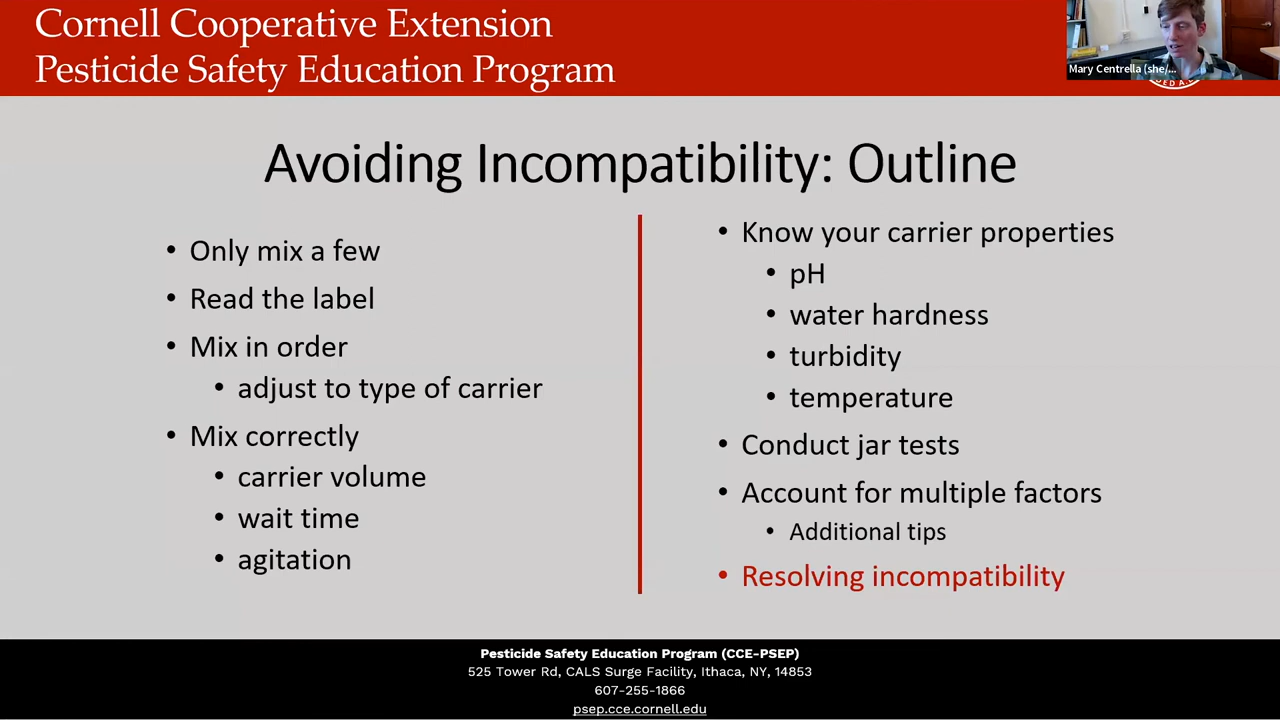 Cornell Cooperative Extension
Pesticide Safety Education Program
Mary Centrella (she/...
Avoiding Incompatibility: Outline
• Only mix a few
• Read the label
• Mix in order
• adjust to type of carrier
• Mix correctly
• carrier volume
• wait time
• agitation
• Know your carrier properties
• pH
• water hardness
• turbidity
• temperature
• Conduct jar tests
• Account for multiple factors
• Additional tips
• Resolving incompatibility
Pesticide Safety Education Program (CCE-PSEP)
525 Tower Rd, CALS Surge Facility, Ithaca, NY, 14853
607-255-1866
psep.cce.cornell.edu